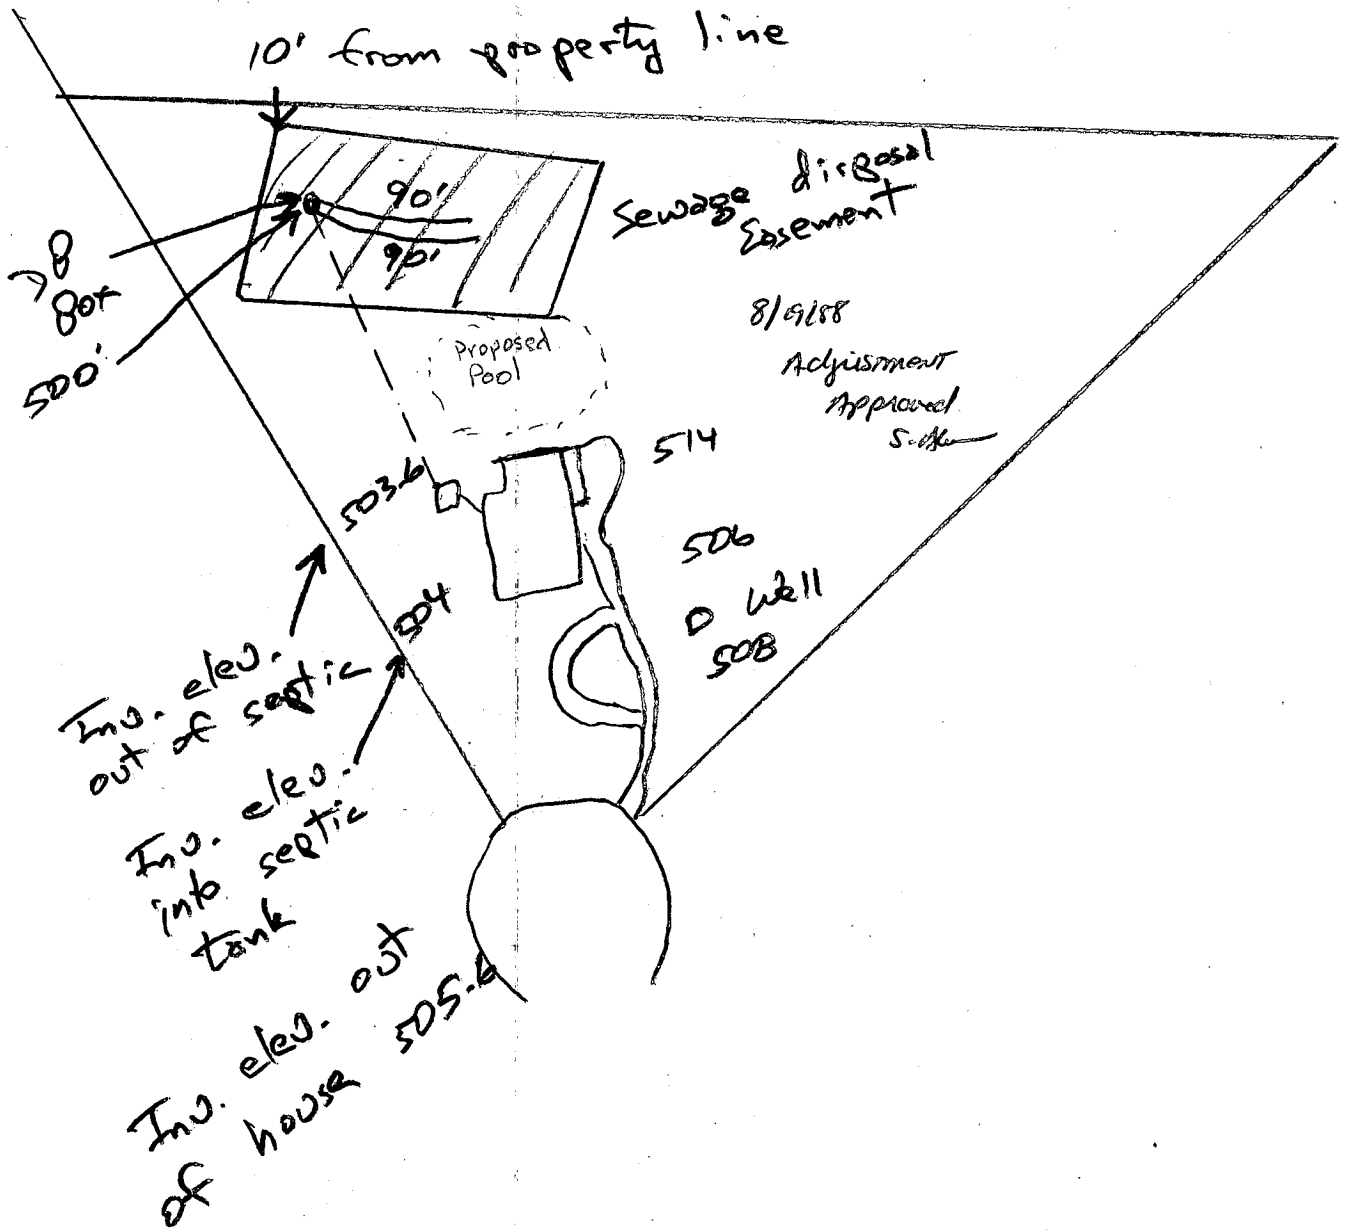 10' from property line
Sewage disposal
Easement
90'
90'
8
Box
500'
Proposed
Pool
8/19/88
Adjustment
Approved
514
503.6
506
Well
508
504
Inv. elev.
out of septic
Inv. elev.
into septic
tank
Inv. elev. out
of house 505.6